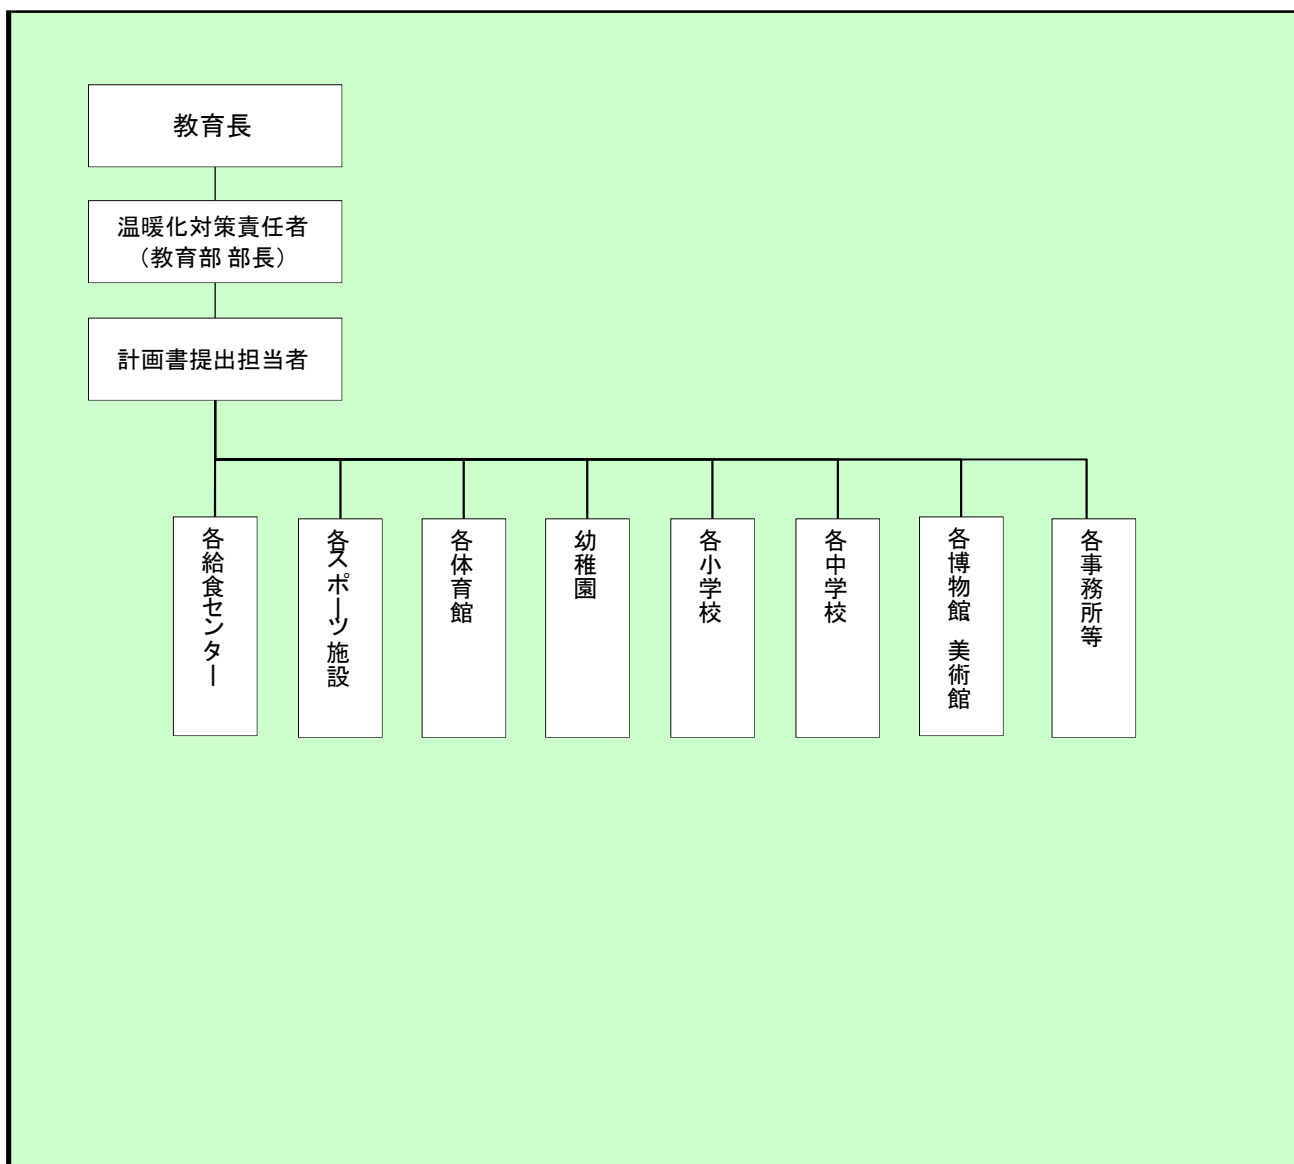 教育長
温暖化対策責任者
（教育部 部長）
計画書提出担当者
各給食センター
各スポーツ施設
各体育館
幼稚園
各小学校
各中学校
各博物館、美術館
各事務所等